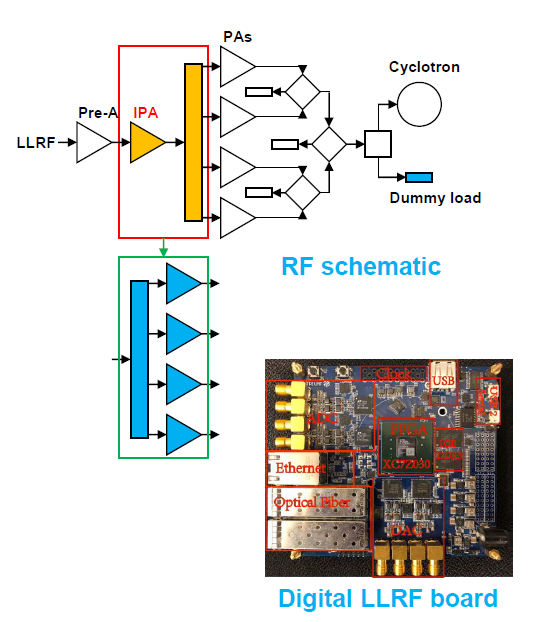 PAs
Cyclotron
Pre-A
IPA
LLRF
Dummy load
RF schematic
Clock
USB
ADC
FPGA
XC7Z030
Ethernet
Optical Fiber
DAC
Digital LLRF board